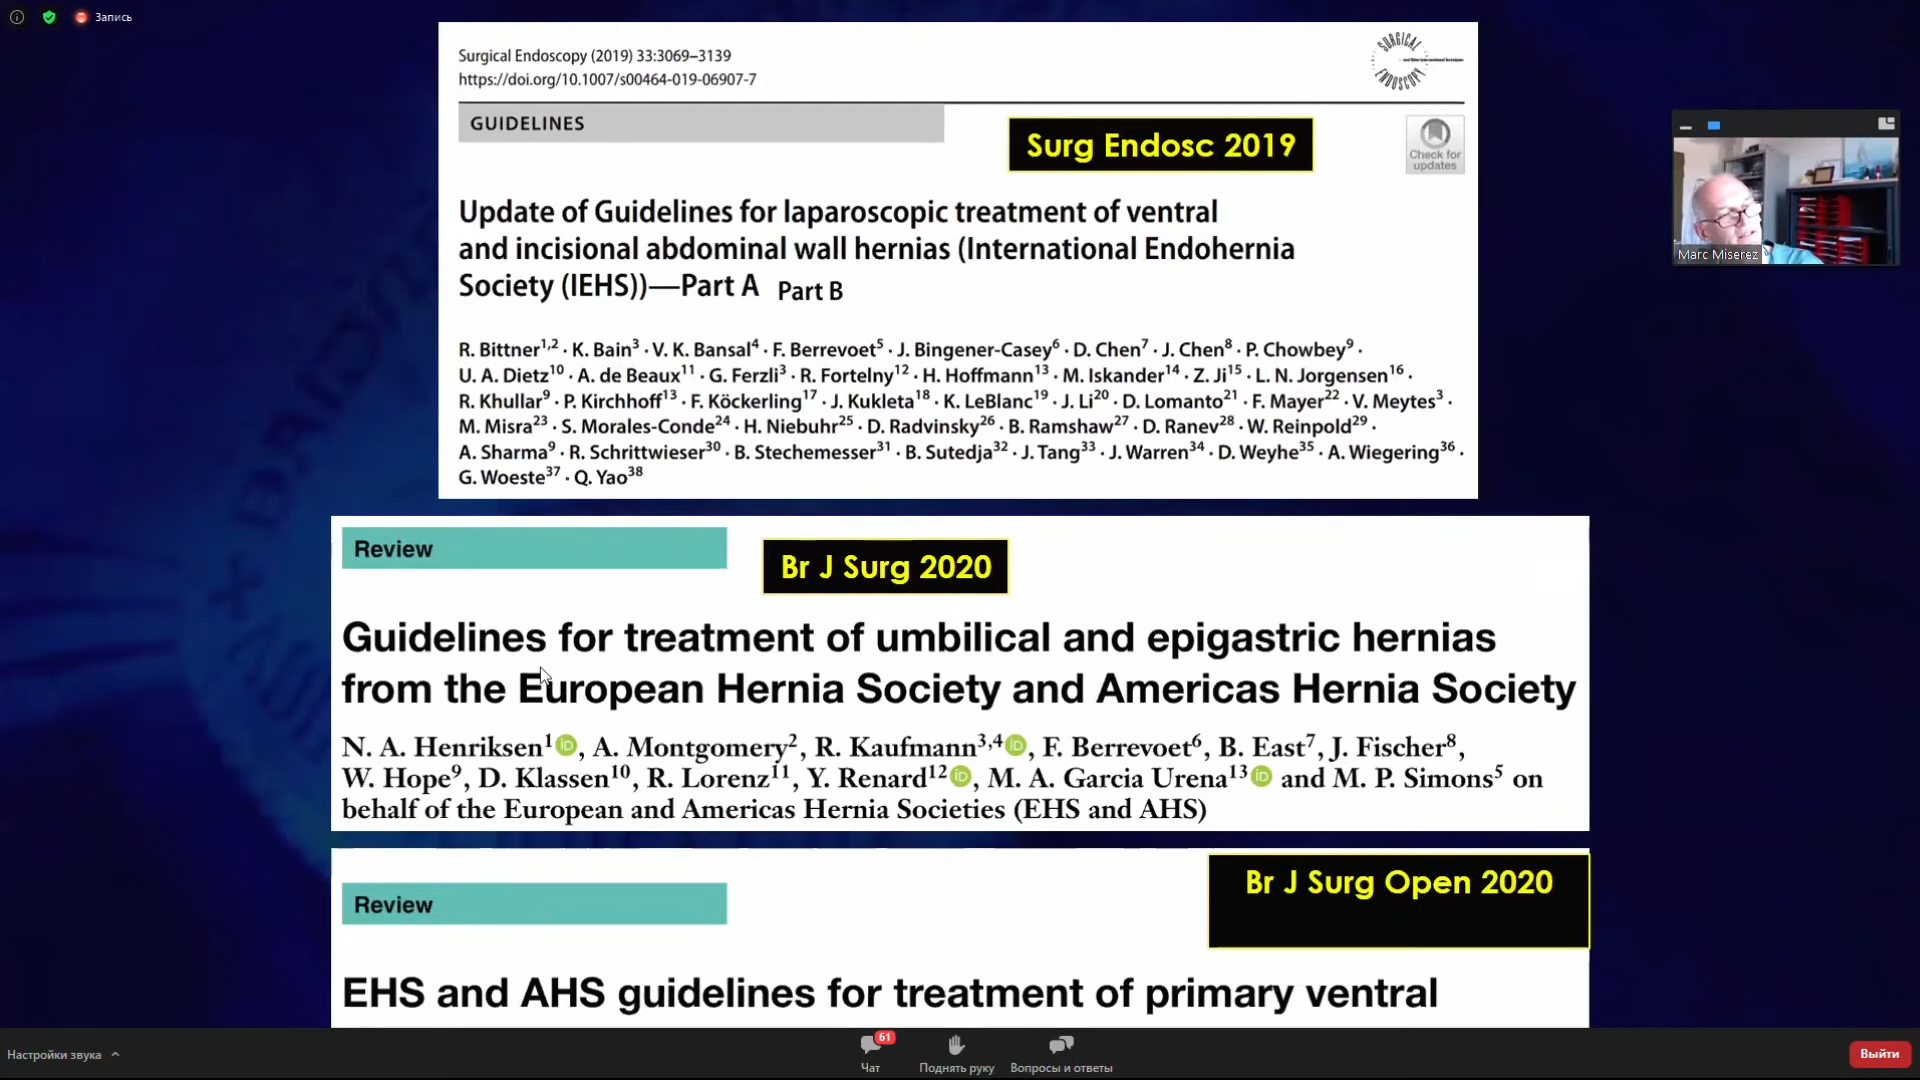 Запись
Surgical Endoscopy (2019) 33:3069–3139
https://doi.org/10.1007/s00464-019-06907-7
SURGICAL
ENDOSCOPY
GUIDELINES
Surg Endosc 2019
Check for
updates
Update of Guidelines for laparoscopic treatment of ventral
and incisional abdominal wall hernias (International Endohernia
Society (IEHS))—Part A Part B
R. Bittner1,2 · K. Bain3 · V. K. Bansal4 · F. Berrevoet5 · J. Bingener-Casey6 · D. Chen7 · J. Chen8 · P. Chowbey9 ·
U. A. Dietz10 · A. de Beaux11 · G. Ferzli3 · R. Fortelny12 · H. Hoffmann13 · M. Iskander14 · Z. Ji15 · L. N. Jorgensen16 ·
R. Khullar9 · P. Kirchhoff13 · F. Köckerling17 · J. Kukleta18 · K. LeBlanc19 · J. Li20 · D. Lomanto21 · F. Mayer22 · V. Meytes3 ·
M. Misra23 · S. Morales-Conde24 · H. Niebuhr25 · D. Radvinsky26 · B. Ramshaw27 · D. Ranev28 · W. Reinpold29 ·
A. Sharma9 · R. Schrittwieser30 · B. Stechemesser31 · B. Sutedja32 · J. Tang33 · J. Warren34 · D. Weyhe35 · A. Wiegering36 ·
G. Woeste37 · Q. Yao38
Marc Miserez
Review
Br J Surg 2020
Guidelines for treatment of umbilical and epigastric hernias
from the European Hernia Society and Americas Hernia Society
N. A. Henriksen1 iD, A. Montgomery2, R. Kaufmann3,4 iD, F. Berrevoet6, B. East7, J. Fischer8,
W. Hope9, D. Klassen10, R. Lorenz11, Y. Renard12 iD, M. A. Garcia Urena13 iD and M. P. Simons5 on
behalf of the European and Americas Hernia Societies (EHS and AHS)
Review
Br J Surg Open 2020
EHS and AHS guidelines for treatment of primary ventral
Настройки звука
61
Чат
Поднять руку
Вопросы и ответы
Выйти